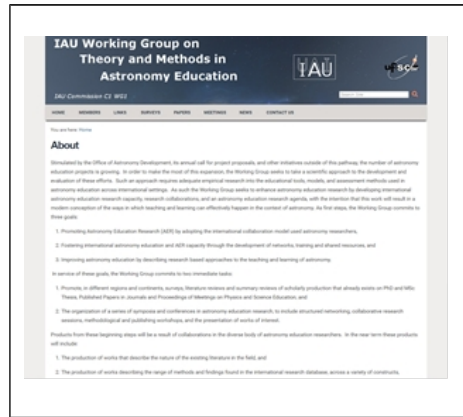 IAU Working Group on
Theory and Methods in
Astronomy Education
IAU
ufsc
IAU Commission C1 WG3
HOME MEMBERS LINKS SURVEYS PAPERS MEETINGS NEWS CONTACT US
You are here: Home
About
Stimulated by the Office of Astronomy Development, its annual call for project proposals, and other initiatives outside of this pathway, the number of astronomy
education projects is growing. In order to make the most of this expansion, the Working Group seeks to take a scientific approach to the development and
evaluation of these efforts. Such an approach requires adequate empirical research into the educational tools, models, and assessment methods used in
astronomy education across international settings. As such the Working Group seeks to enhance astronomy education research by developing international
astronomy education research capacity, research collaborations, and an astronomy education research agenda, with the intention that this work will result in a
modern conception of the ways in which teaching and learning can effectively happen in the context of astronomy. As first steps, the Working Group commits to
three goals:
1. Promoting Astronomy Education Research (AER) by adopting the international collaboration model used astronomy researchers,
2. Fostering international astronomy education and AER capacity through the development of networks, training and shared resources, and
3. Improving astronomy education by describing research based approaches to the teaching and learning of astronomy.
In service of these goals, the Working Group commits to two immediate tasks:
1. Promote, in different regions and continents, surveys, literature reviews and summary reviews of scholarly production that already exists on PhD and MSc
Thesis, Published Papers in Journals and Proceedings of Meetings on Physics and Science Education, and
2. The organization of a series of symposia and conferences in astronomy education research, to include structured networking, collaborative research
sessions, methodological and publishing workshops, and the presentation of works of interest.
Products from these beginning steps will be a result of collaborations in the diverse body of astronomy education researchers. In the near term these products
will include:
1. The production of works that describe the nature of the existing literature in the field; and
2. The production of works describing the range of methods and findings found in the international research database, across a variety of constructs,